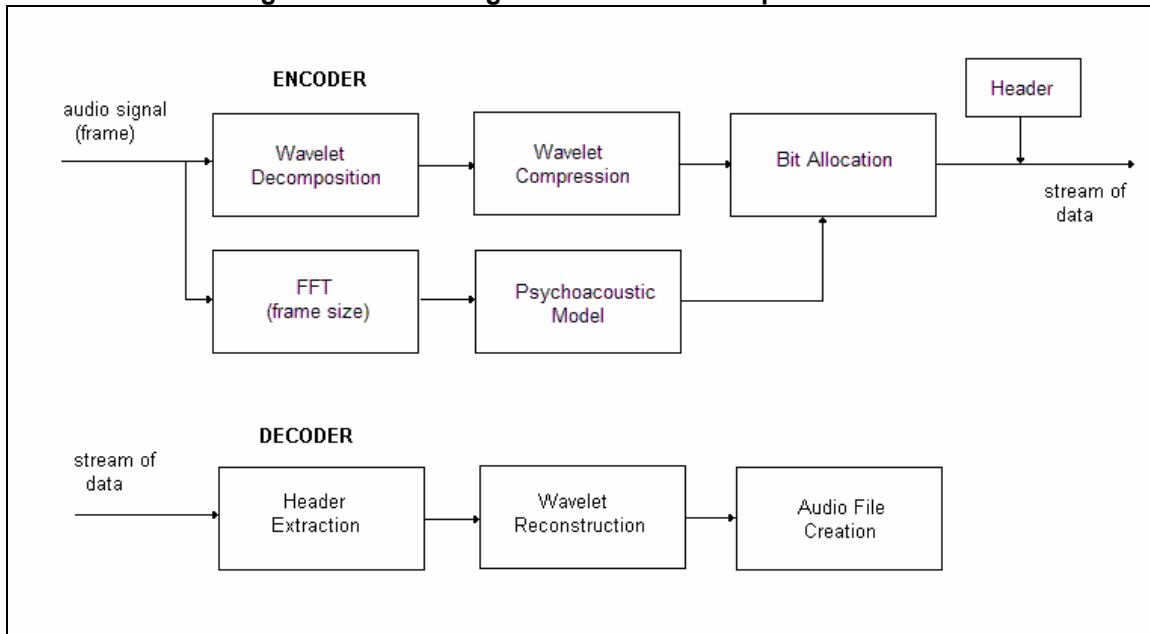 ENCODER
audio signal
(frame)
Wavelet
Decomposition
Wavelet
Compression
Bit Allocation
Header
stream of
data
FFT
(frame size)
Psychoacoustic
Model
DECODER
stream of
data
Header
Extraction
Wavelet
Reconstruction
Audio File
Creation